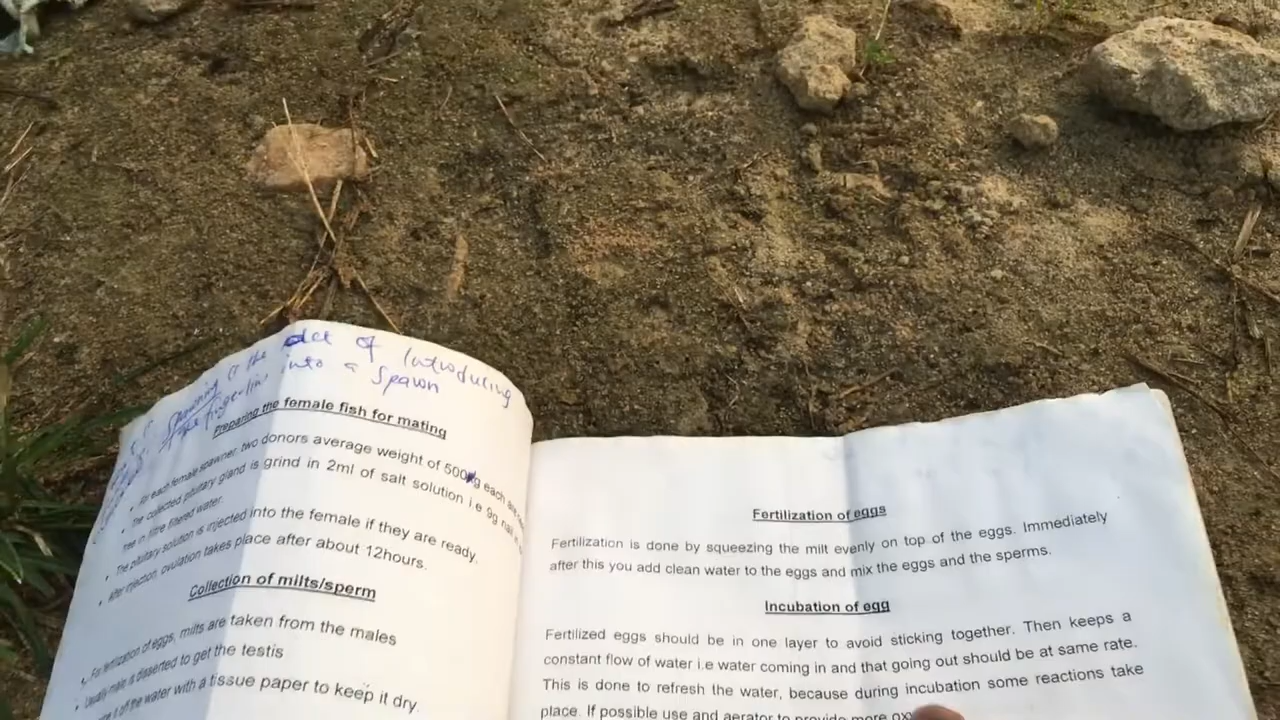 Spawning is the act of Introducing
the fingerlins into a spawn
Preparing the female fish for mating
For each female spawner, two donors average weight of 500g each are
The collected pituitary gland is grind in 2ml of salt solution i.e 9g
free in litre filtered water.
The pituitary solution is injected into the female if they are ready.
After injection, ovulation takes place after about 12hours.
Collection of milts/sperm
For fertilization of eggs, milts are taken from the males
Usually male is dissected to get the testis
it off the water with a tissue paper to keep it dry.
Fertilization of eggs
Fertilization is done by squeezing the milt evenly on top of the eggs. Immediately
after this you add clean water to the eggs and mix the eggs and the sperms.
Incubation of egg
Fertilized eggs should be in one layer to avoid sticking together. Then keeps a
constant flow of water i.e water coming in and that going out should be at same rate.
This is done to refresh the water, because during incubation some reactions take
place. If possible use and aerator to provide more